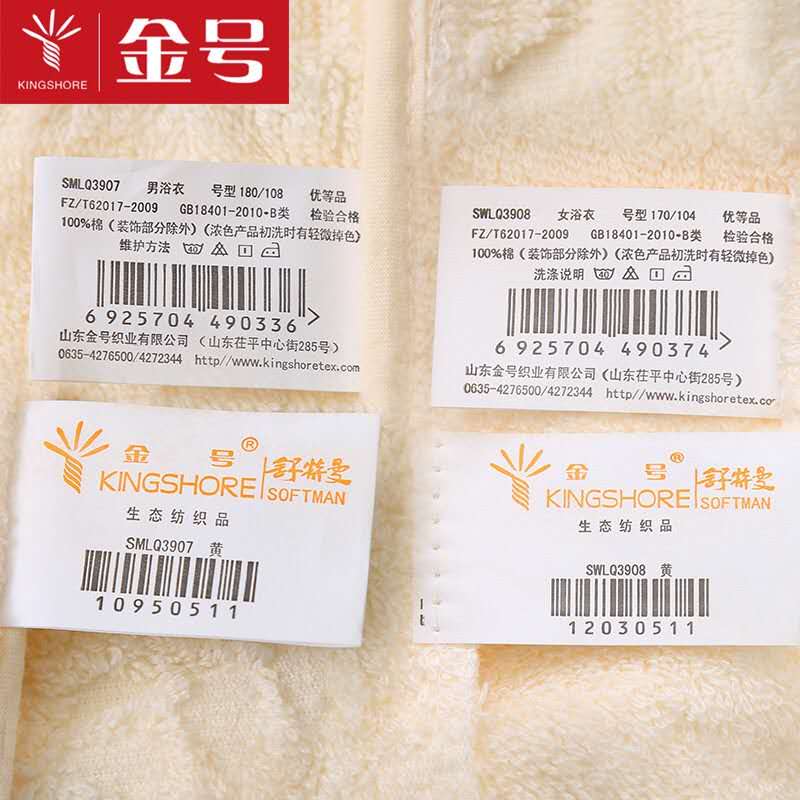 KINGSHORE
金号
SMLQ3907 男浴衣 号型180/108 优等品
FZ/T62017-2009 GB18401-2010·B类 检验合格
100%棉（装饰部分除外）（浓色产品初洗时有轻微掉色）
维护方法 40
6 925704 490336 >
山东金号织业有限公司 （山东茌平中心街285号）
0635-4276500/4272344 http//www.kingshoretex.com
金号®
KINGSHORE
舒特曼
SOFTMAN
生态纺织品
SMLQ3907 黄
10950511
SWLQ3908 女浴衣 号型170/104 优等品
FZ/T62017-2009 GB18401-2010·B类 检验合格
100%棉（装饰部分除外）（浓色产品初洗时有轻微掉色）
洗涤说明 40
6 925704 490374 >
山东金号织业有限公司 （山东茌平中心街285号）
0635-4276500/4272344 http//www.kingshoretex.com
金号®
KINGSHORE
舒特曼
SOFTMAN
生态纺织品
SWLQ3908 黄
12030511